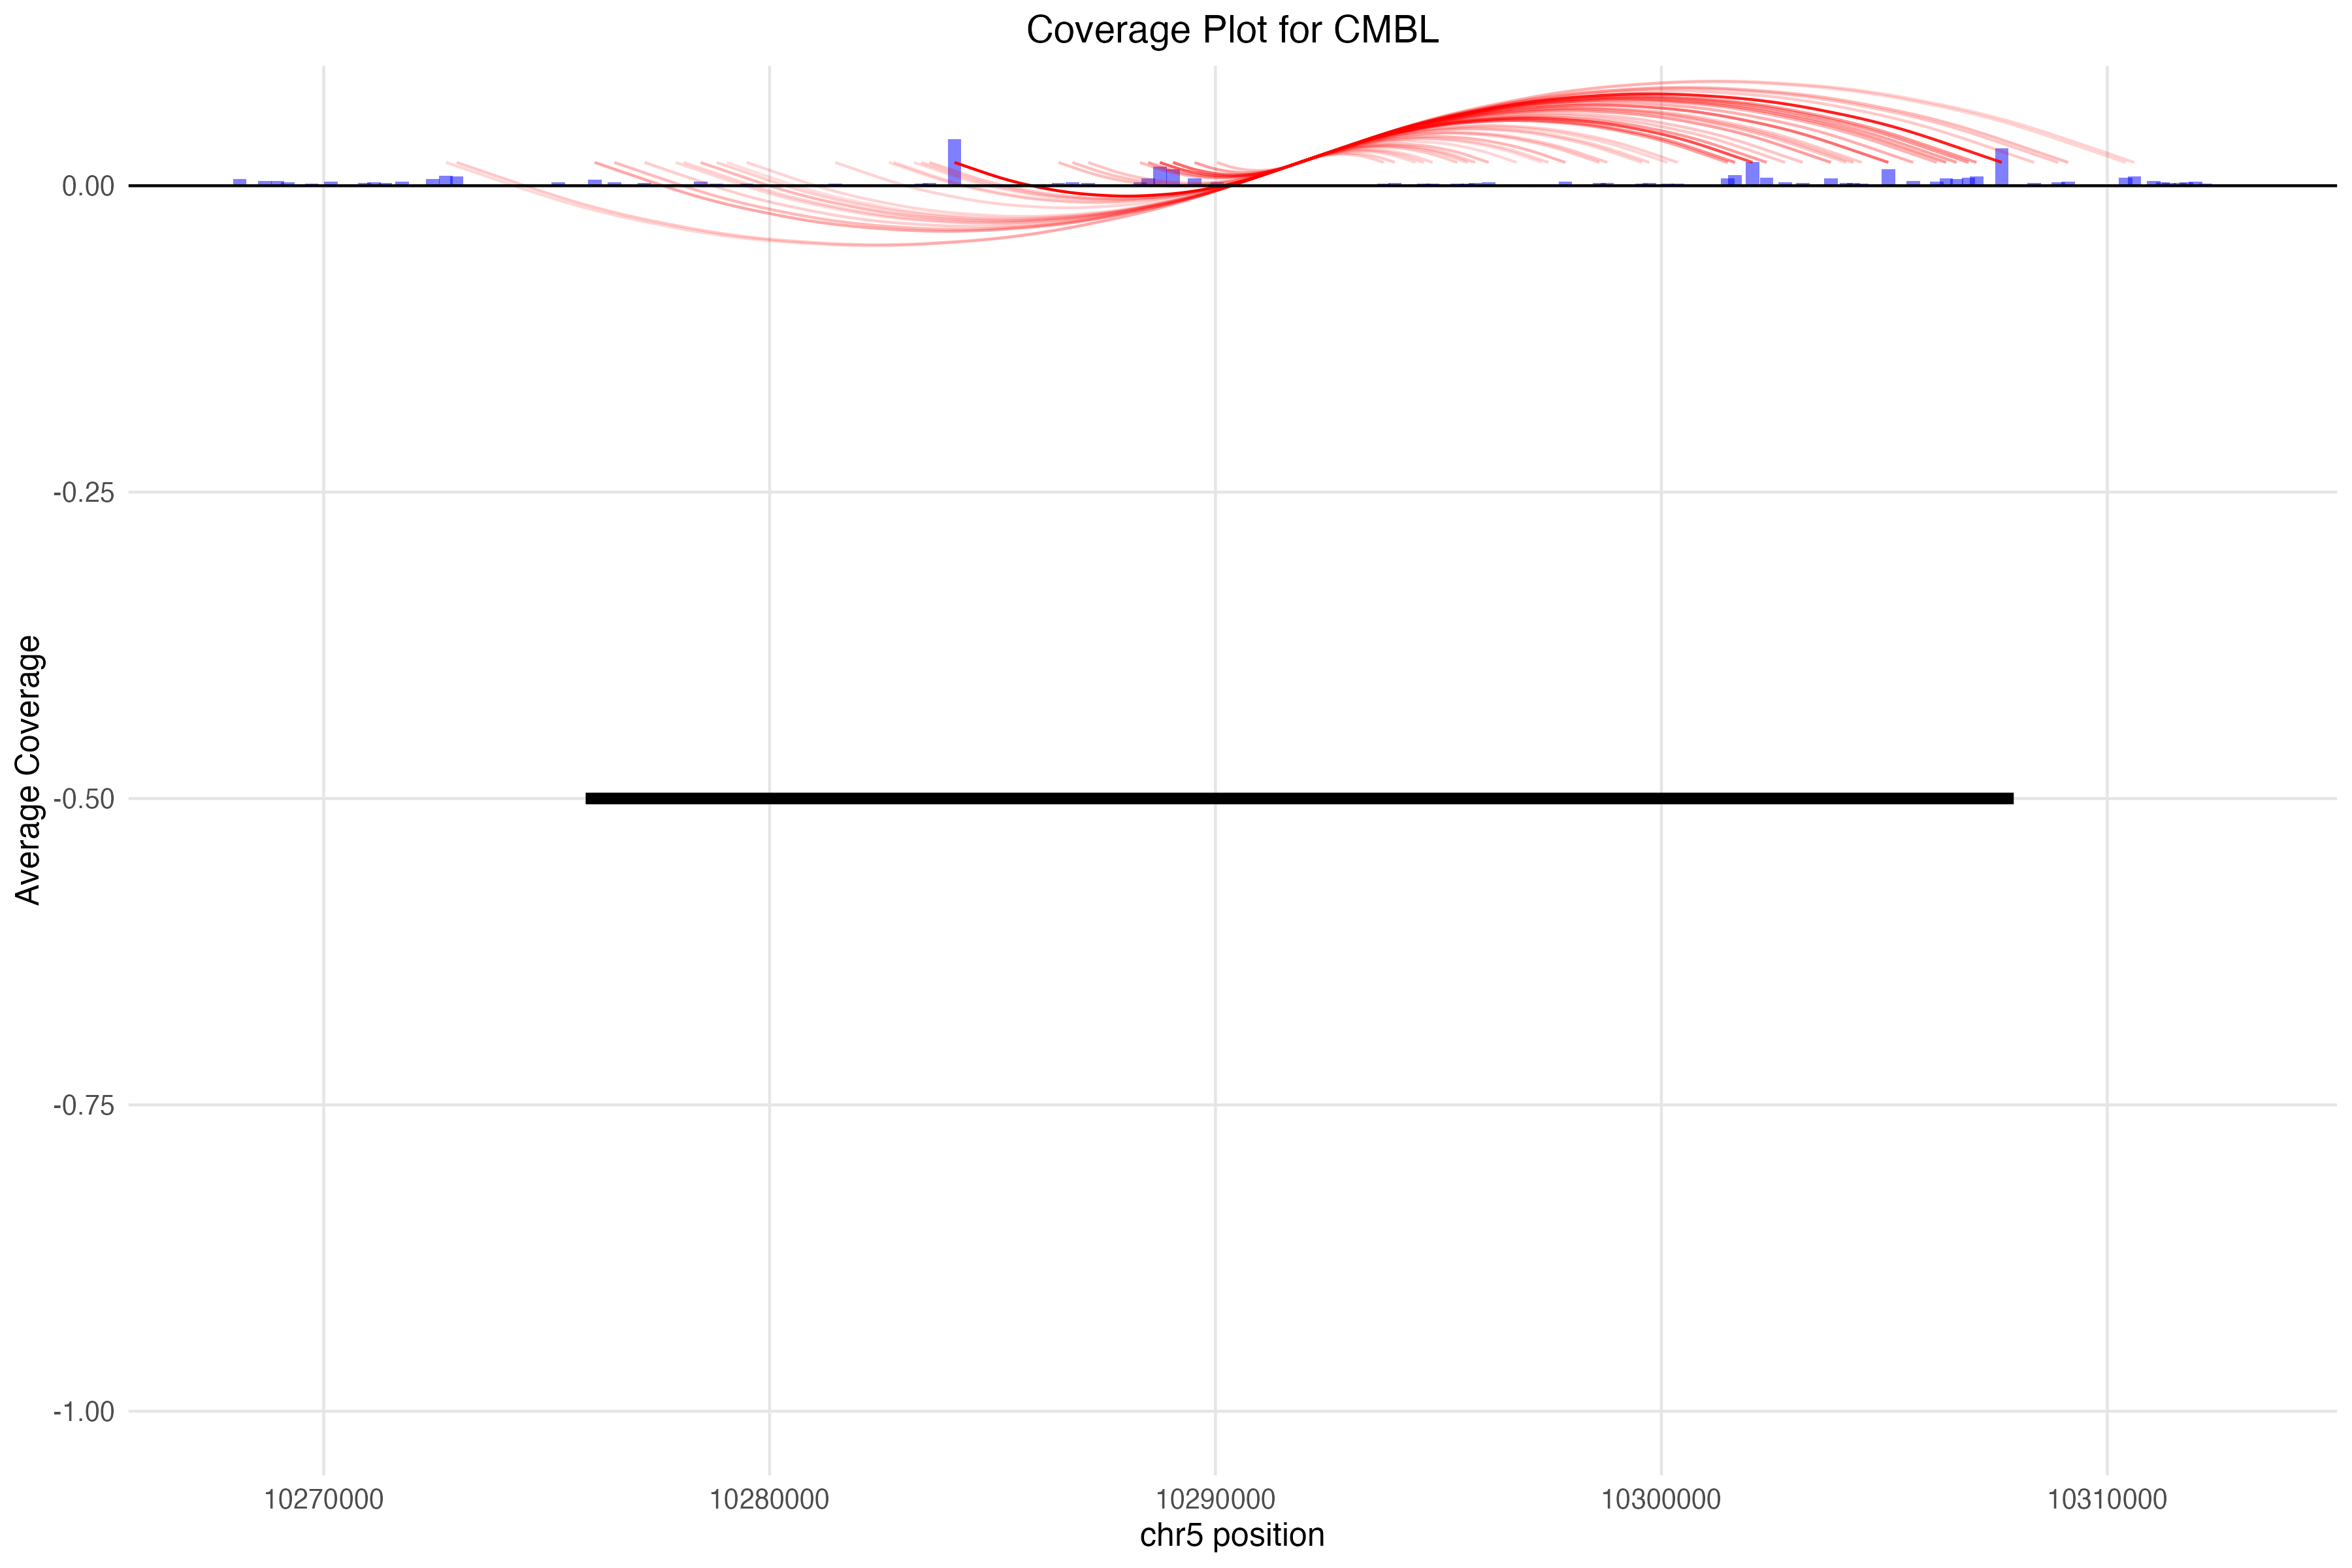 Coverage Plot for CMBL
0.00
-0.25
-0.50
-0.75
-1.00
Average Coverage
10270000 10280000 10290000 10300000 10310000
chr5 position